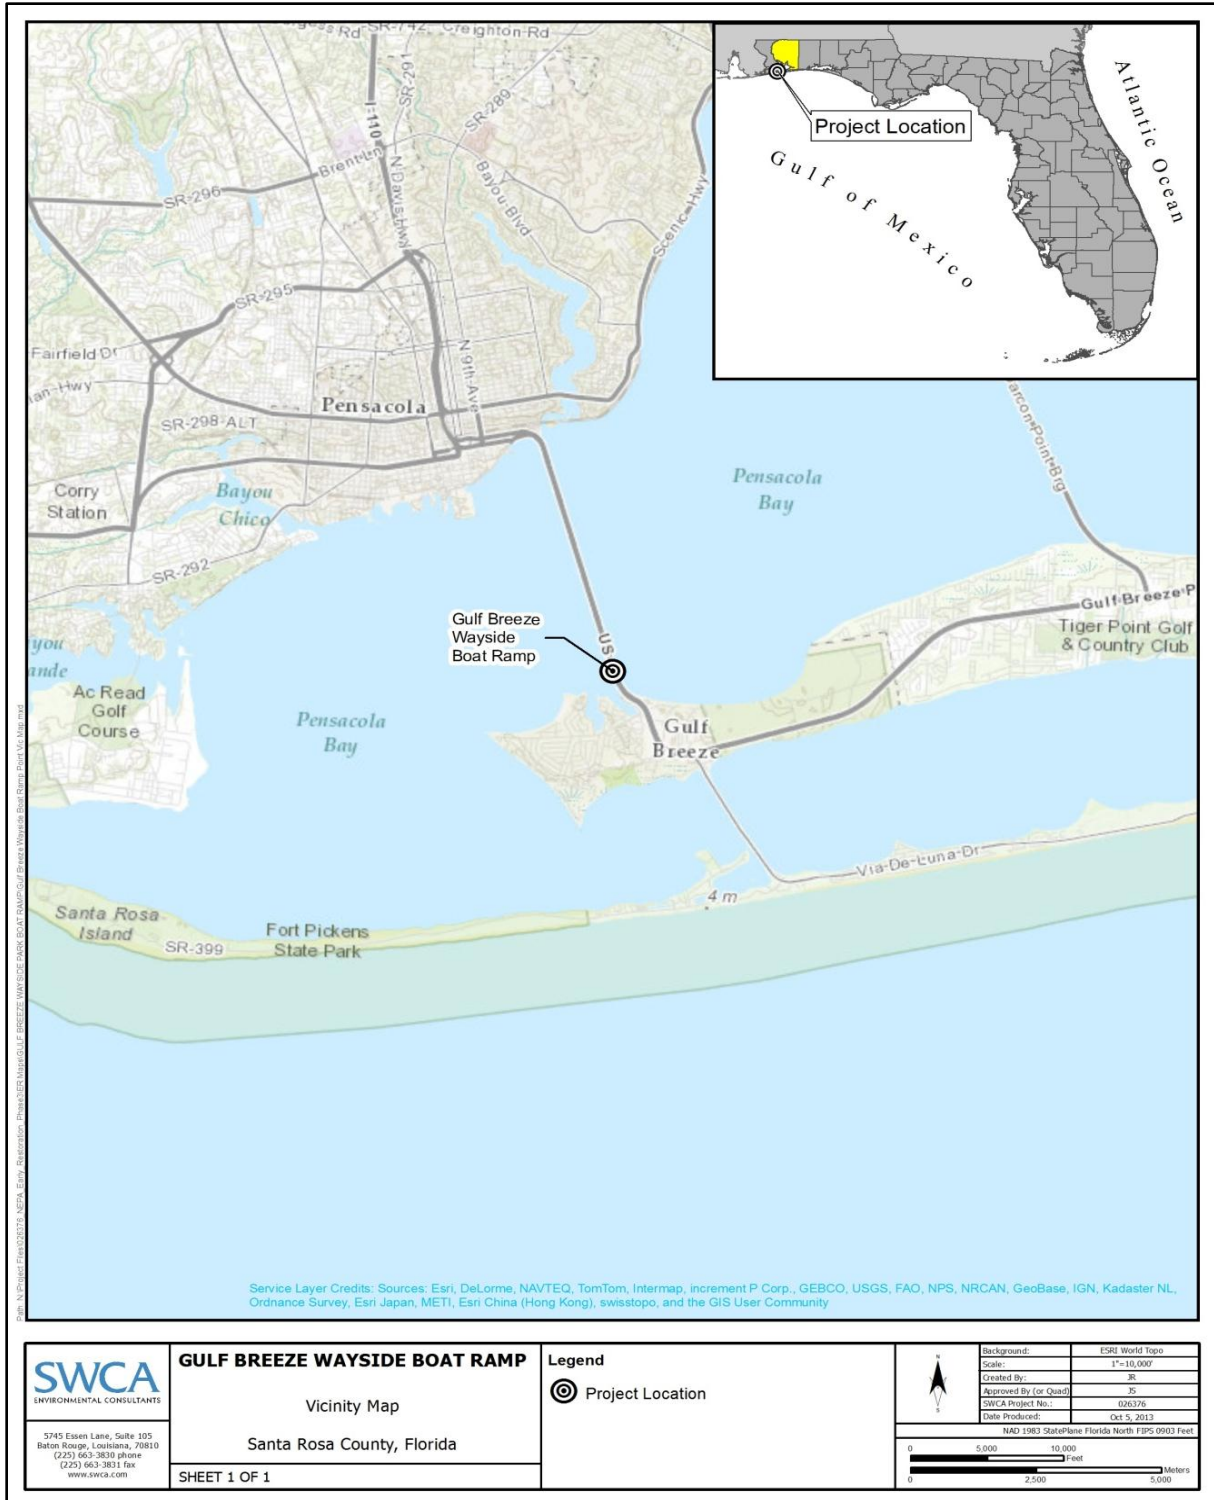 SR-742 Creighton Rd
I-110
SR-291
SR-289
N Davis Hwy
Brent Ln
SR-296
Bayou Blvd
Scenic Hwy
SR-295
Fairfield Dr
N 9th Ave
Pensacola
SR-298-ALT
Corry
Station
Bayou
Chico
SR-292
Pensacola
Bay
Gulf Breeze
Wayside
Boat Ramp
US
Gulf Breeze P
Tiger Point Golf
& Country Club
Ac Read
Golf
Course
Pensacola
Bay
Gulf
Breeze
Via-De-Luna-Dr
4 m
Santa Rosa
Island
SR-399
Fort Pickens
State Park
Project Location
Gulf of Mexico
Atlantic Ocean
Service Layer Credits: Sources: Esri, DeLorme, NAVTEQ, TomTom, Intermap, increment P Corp., GEBCO, USGS, FAO, NPS, NRCAN, GeoBase, IGN, Kadaster NL,
Ordnance Survey, Esri Japan, METI, Esri China (Hong Kong), swisstopo, and the GIS User Community
SWCA
ENVIRONMENTAL CONSULTANTS
5745 Essen Lane, Suite 105
Baton Rouge, Louisiana, 70810
(225) 663-3830 phone
(225) 663-3831 fax
www.swca.com
GULF BREEZE WAYSIDE BOAT RAMP
Vicinity Map
Santa Rosa County, Florida
SHEET 1 OF 1
Legend
Project Location
N
S
Background: ESRI World Topo
Scale: 1"=10,000'
Created By: JR
Approved By (or Quad) JS
SWCA Project No.: 026376
Date Produced: Oct 5, 2013
NAD 1983 StatePlane Florida North FIPS 0903 Feet
0 5,000 10,000
Feet
Meters
0 2,500 5,000